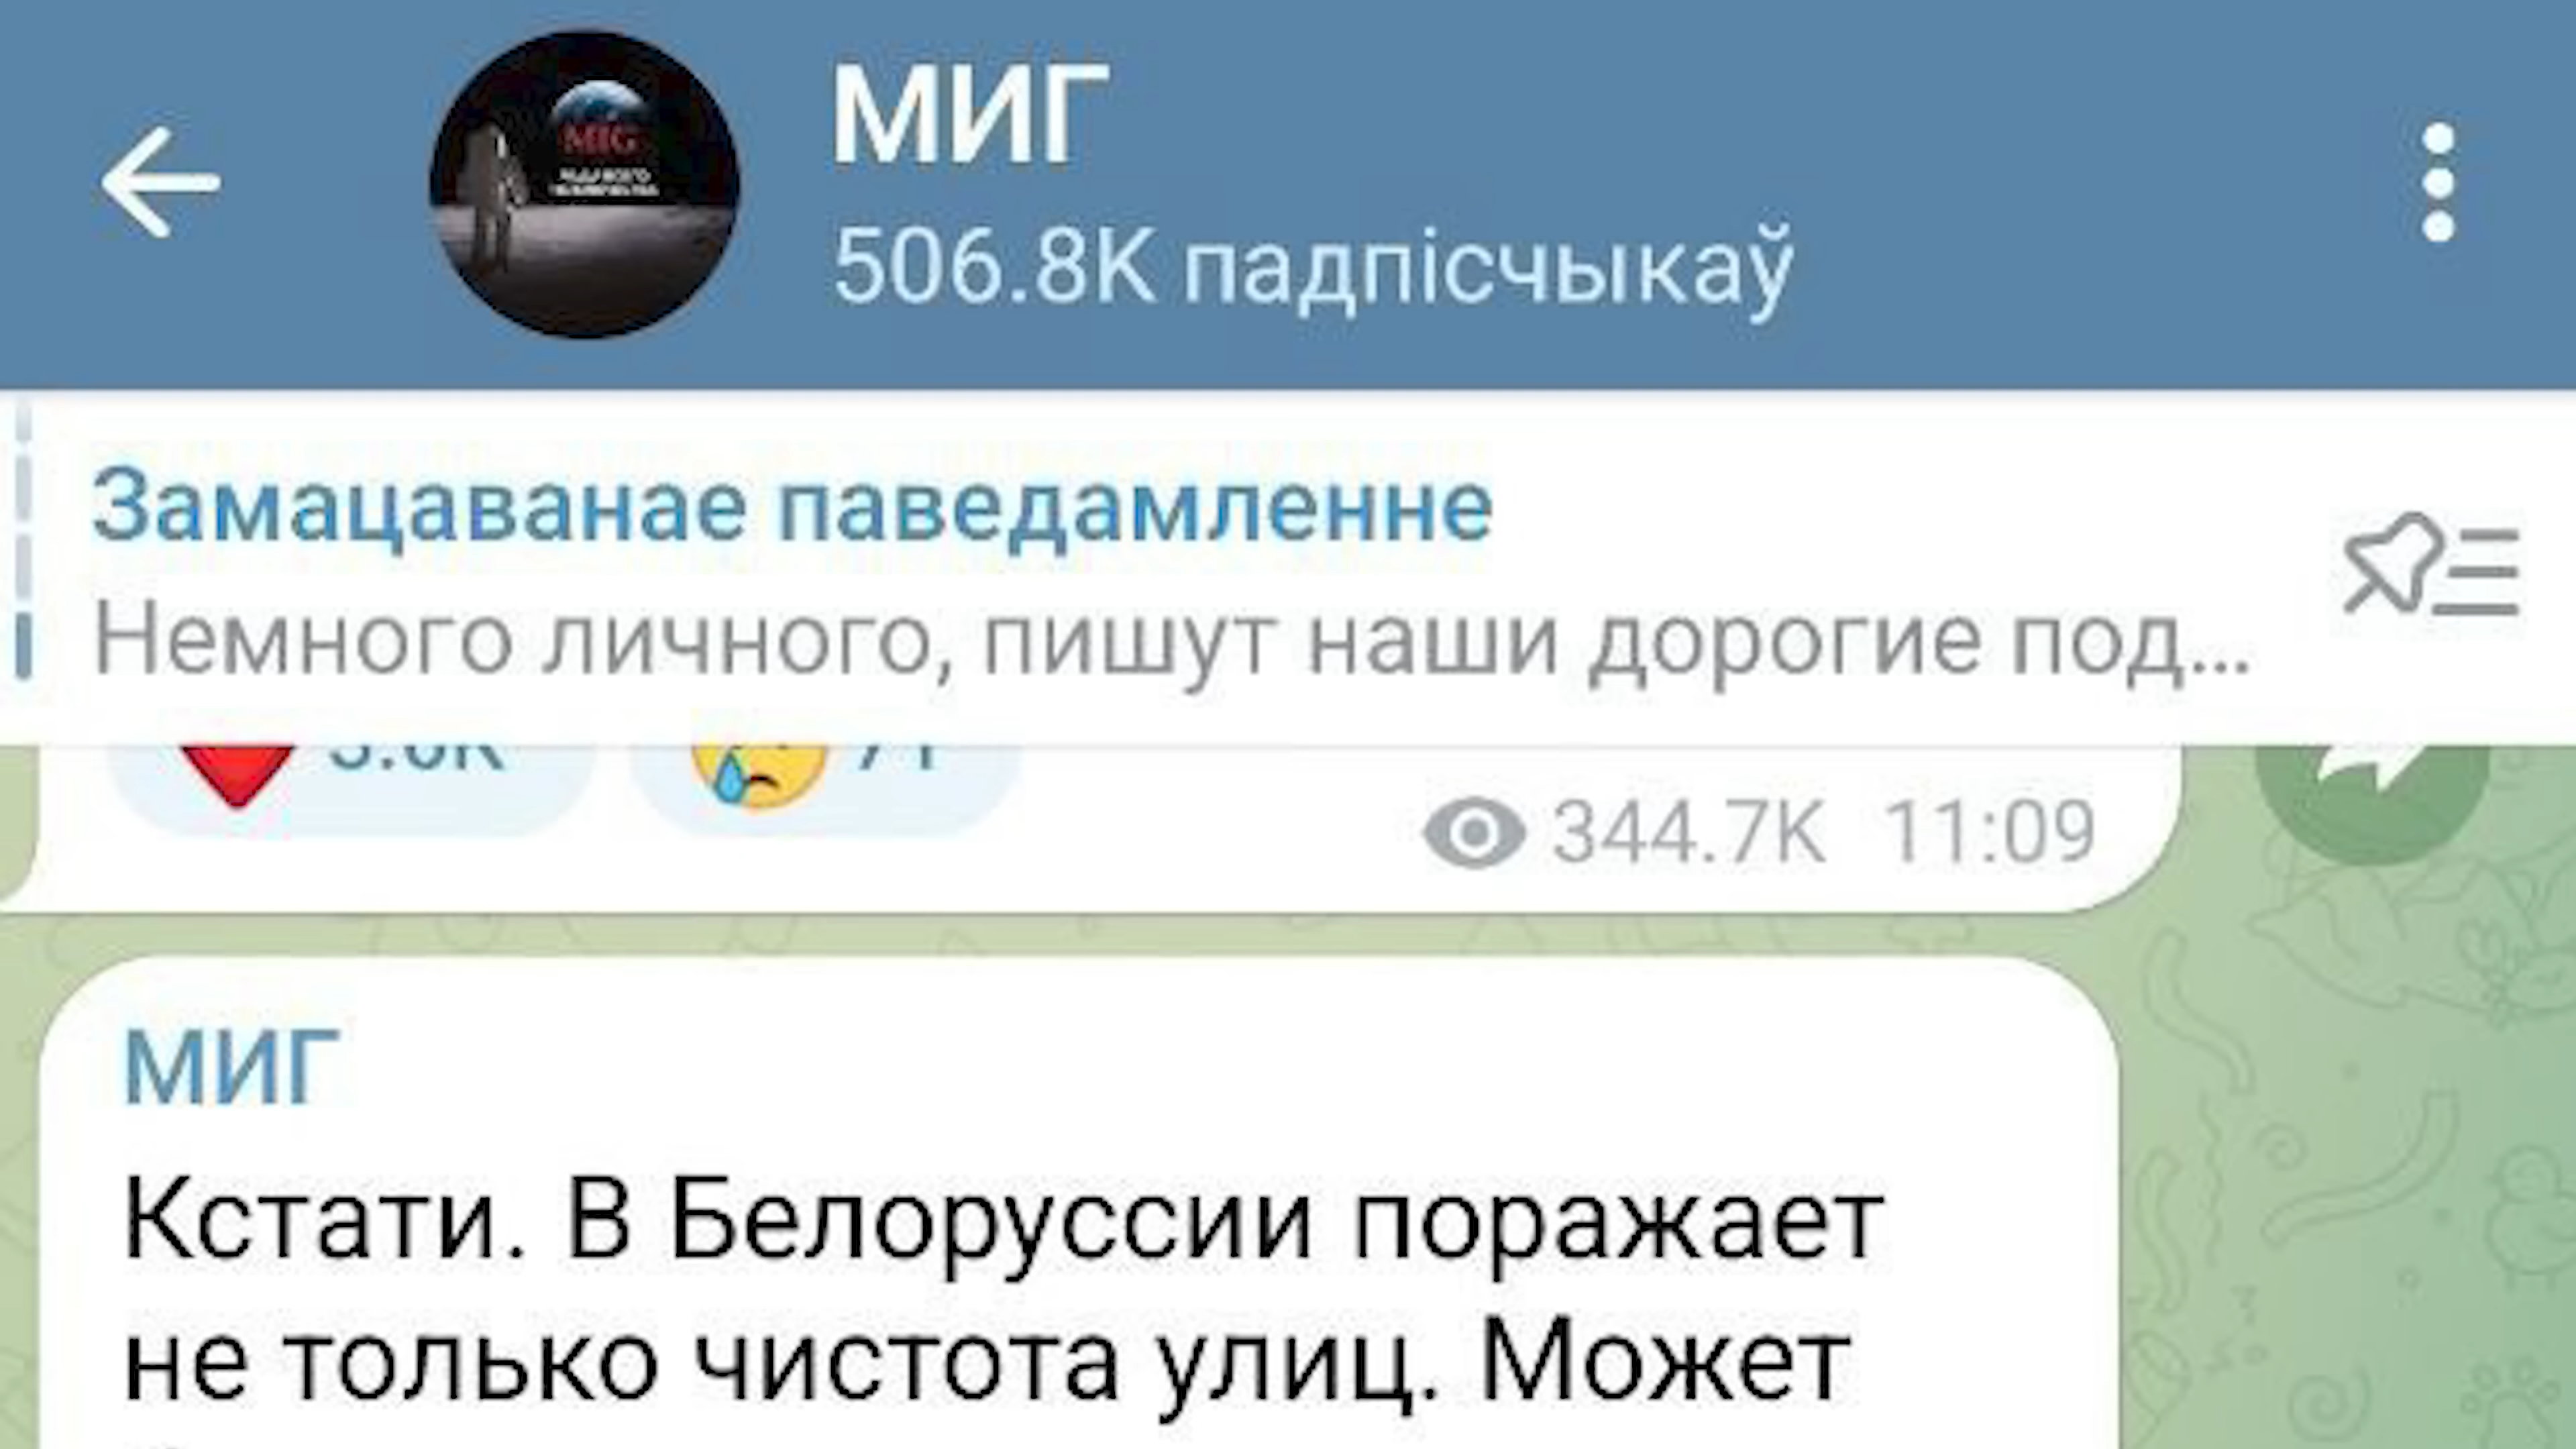 МИГ
506.8K падпісчыкаў
MIG
Замацаванае паведамленне
Немного личного, пишут наши дорогие под...
344.7K 11:09
МИГ
Кстати. В Белоруссии поражает
не только чистота улиц. Может